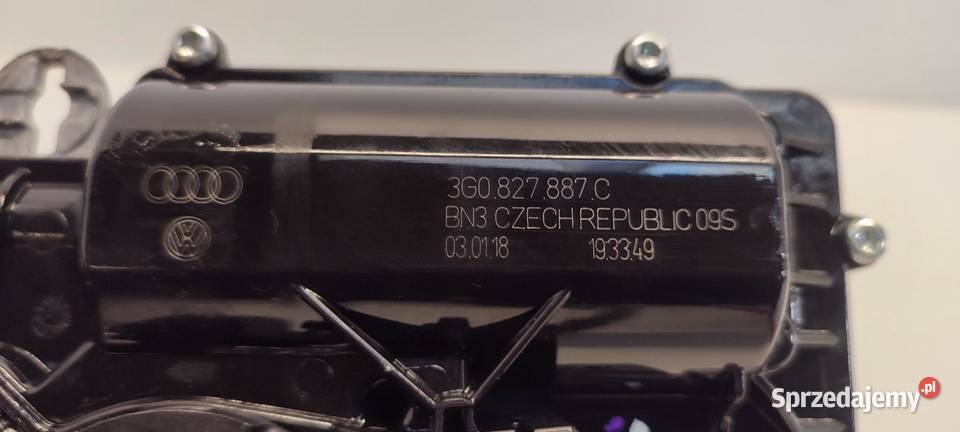 3G0.827.887.C
BN3 CZECH REPUBLIC 09S
03.01.18 19.33.49
Sprzedajemy.pl